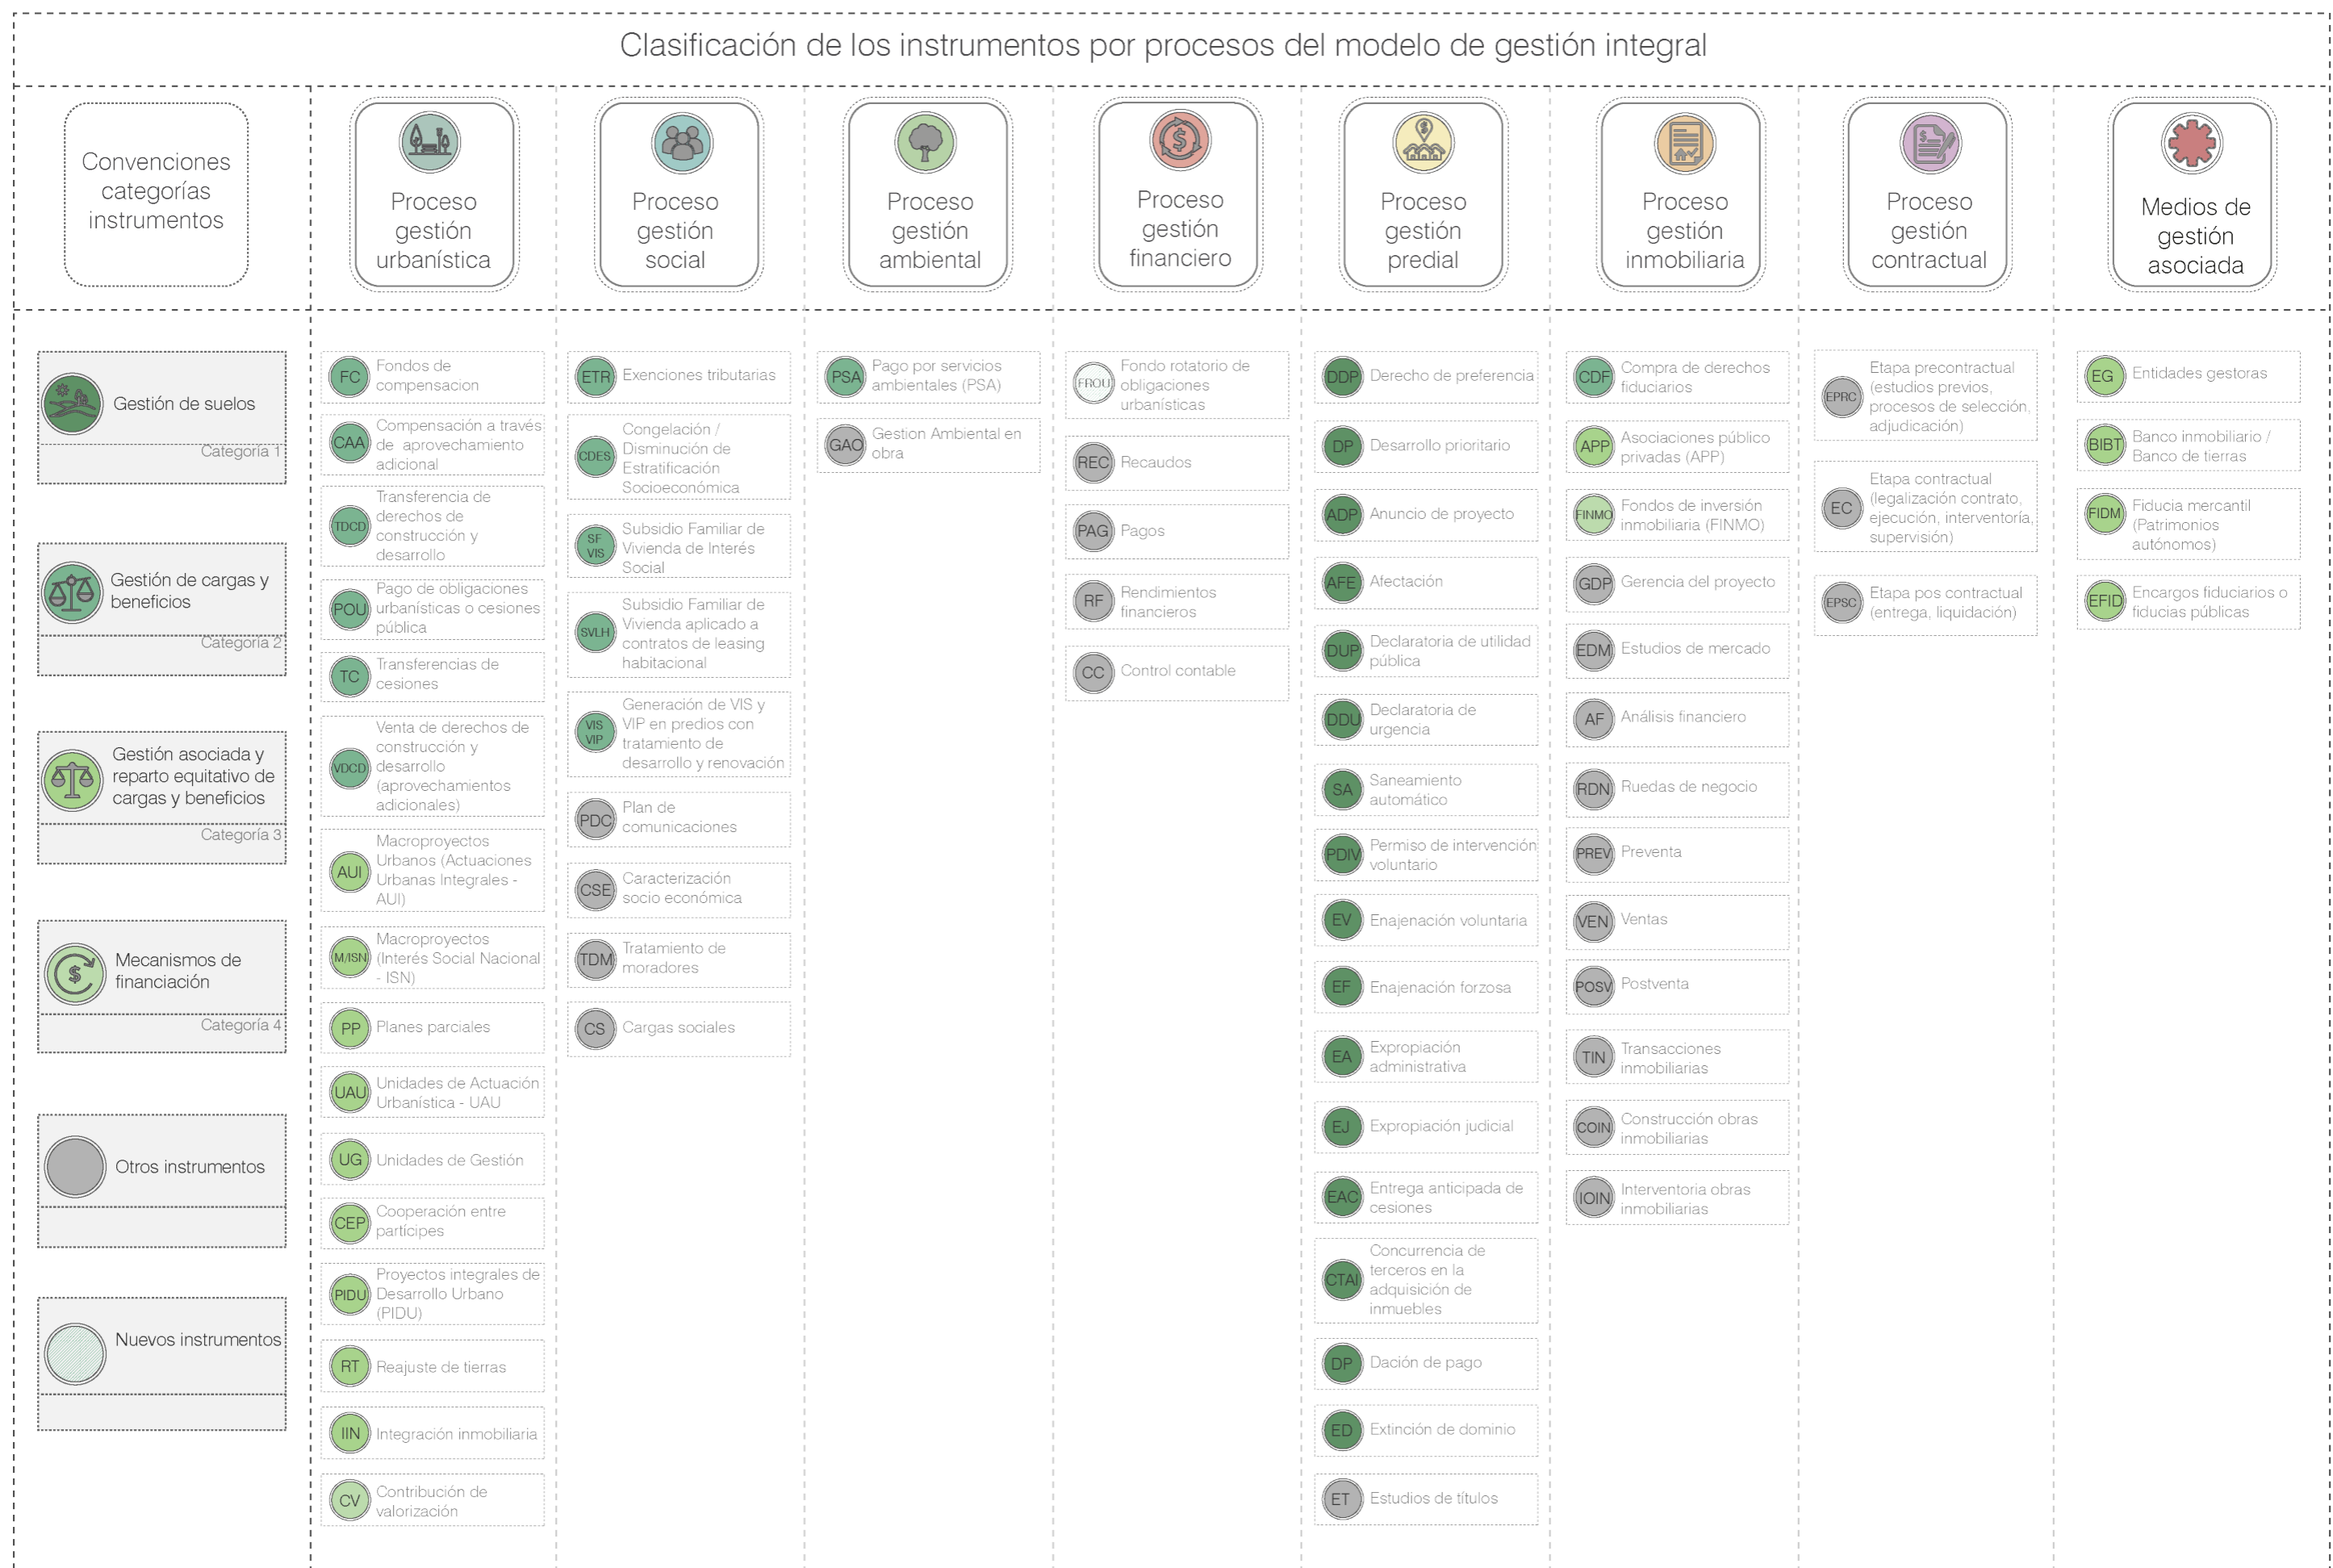 Clasificación de los instrumentos por procesos del modelo de gestión integral
Convenciones
categorías
instrumentos
Proceso
gestión
urbanística
Proceso
gestión
social
Proceso
gestión
ambiental
Proceso
gestión
financiero
Proceso
gestión
predial
Proceso
gestión
inmobiliaria
Proceso
gestión
contractual
Medios de
gestión
asociada
Gestión de suelos
Categoría 1
Gestión de cargas y
beneficios
Categoría 2
Gestión asociada y
reparto equitativo de
cargas y beneficios
Categoría 3
Mecanismos de
financiación
Categoría 4
Otros instrumentos
Nuevos instrumentos
FC
Fondos de
compensacion
CAA
Compensación a través
de aprovechamiento
adicional
TDCD
Transferencia de
derechos de
construcción y
desarrollo
POU
Pago de obligaciones
urbanísticas o cesiones
pública
TC
Transferencias de
cesiones
VDCD
Venta de derechos de
construcción y
desarrollo
(aprovechamientos
adicionales)
AUI
Macroproyectos
Urbanos (Actuaciones
Urbanas Integrales -
AUI)
M/ISN
Macroproyectos
(Interés Social Nacional
- ISN)
PP
Planes parciales
UAU
Unidades de Actuación
Urbanística - UAU
UG
Unidades de Gestión
CEP
Cooperación entre
partícipes
PIDU
Proyectos integrales de
Desarrollo Urbano
(PIDU)
RT
Reajuste de tierras
IIN
Integración inmobiliaria
CV
Contribución de
valorización
ETR
Exenciones tributarias
CDES
Congelación /
Disminución de
Estratificación
Socioeconómica
SF
VIS
Subsidio Familiar de
Vivienda de Interés
Social
SVLH
Subsidio Familiar de
Vivienda aplicado a
contratos de leasing
habitacional
VIS
VIP
Generación de VIS y
VIP en predios con
tratamiento de
desarrollo y renovación
PDC
Plan de
comunicaciones
CSE
Caracterización
socio económica
TDM
Tratamiento de
moradores
CS
Cargas sociales
PSA
Pago por servicios
ambientales (PSA)
GAO
Gestion Ambiental en
obra
FROU
Fondo rotatorio de
obligaciones
urbanísticas
REC
Recaudos
PAG
Pagos
RF
Rendimientos
financieros
CC
Control contable
DDP
Derecho de preferencia
DP
Desarrollo prioritario
ADP
Anuncio de proyecto
AFE
Afectación
DUP
Declaratoria de utilidad
pública
DDU
Declaratoria de
urgencia
SA
Saneamiento
automático
PDIV
Permiso de intervención
voluntario
EV
Enajenación voluntaria
EF
Enajenación forzosa
EA
Expropiación
administrativa
EJ
Expropiación judicial
EAC
Entrega anticipada de
cesiones
CTAI
Concurrencia de
terceros en la
adquisición de
inmuebles
DP
Dación de pago
ED
Extinción de dominio
ET
Estudios de títulos
CDF
Compra de derechos
fiduciarios
APP
Asociaciones público
privadas (APP)
FINMO
Fondos de inversión
inmobiliaria (FINMO)
GDP
Gerencia del proyecto
EDM
Estudios de mercado
AF
Análisis financiero
RDN
Ruedas de negocio
PREV
Preventa
VEN
Ventas
POSV
Postventa
TIN
Transacciones
inmobiliarias
COIN
Construcción obras
inmobiliarias
IOIN
Interventoria obras
inmobiliarias
EPRC
Etapa precontractual
(estudios previos,
procesos de selección,
adjudicación)
EC
Etapa contractual
(legalización contrato,
ejecución, interventoría,
supervisión)
EPSC
Etapa pos contractual
(entrega, liquidación)
EG
Entidades gestoras
BIBT
Banco inmobiliario /
Banco de tierras
FIDM
Fiducia mercantil
(Patrimonios
autónomos)
EFID
Encargos fiduciarios o
fiducias públicas